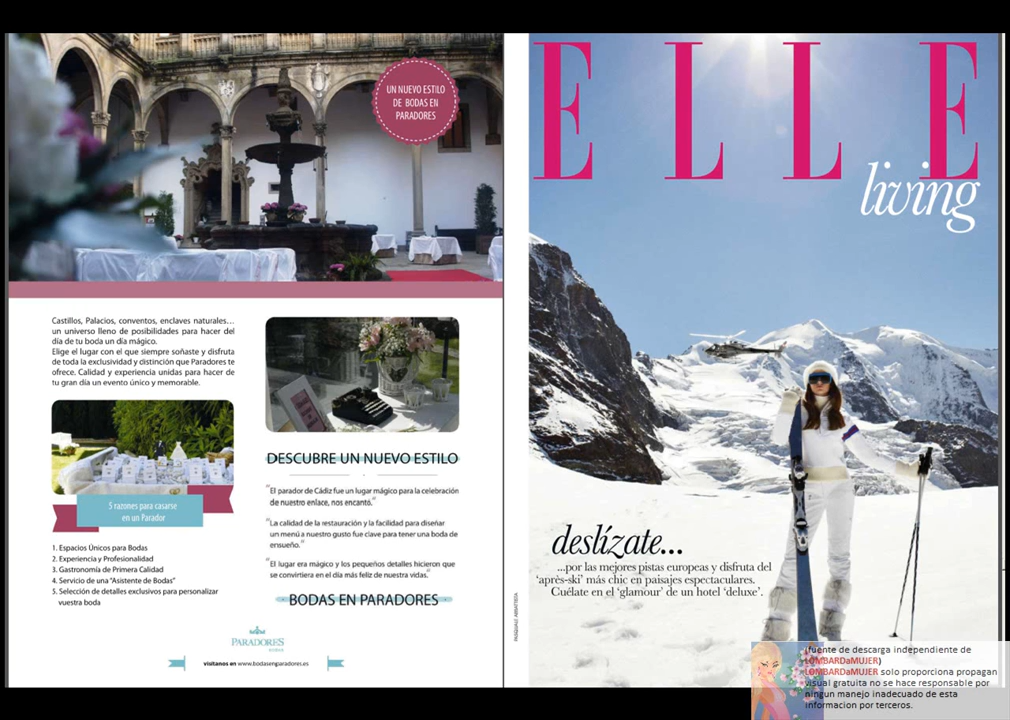 UN NUEVO ESTILO
DE BODAS EN
PARADORES
Castillos, Palacios, conventos, enclaves naturales...
un universo lleno de posibilidades para hacer del
día de tu boda un día mágico.
Elige el lugar con el que siempre soñaste y disfruta
de toda la exclusividad y distinción que Paradores te
ofrece. Calidad y experiencia unidas para hacer de
tu gran día un evento único y memorable.
5 razones para casarse
en un Parador
1. Espacios Únicos para Bodas
2. Experiencia y Profesionalidad
3. Gastronomía de Primera Calidad
4. Servicio de una "Asistente de Bodas"
5. Selección de detalles exclusivos para personalizar
vuestra boda
DESCUBRE UN NUEVO ESTILO
"El parador de Cádiz fue un lugar mágico para la celebración
de nuestro enlace, nos encantó."
"La calidad de la restauración y la facilidad para diseñar
un menú a nuestro gusto fue clave para tener una boda de
ensueño."
"El lugar era mágico y los pequeños detalles hicieron que
se convirtiera en el día más feliz de nuestra vidas."
BODAS EN PARADORES
PARADORES
visítanos en www.bodasenparadores.es
ELLE
living
deslízate...
...por las mejores pistas europeas y disfruta del
'après-ski' más chic en paisajes espectaculares.
Cuélate en el 'glamour' de un hotel 'deluxe'.
(fuente de descarga independiente de
LOMBARDaMUJER)
LOMBARDaMUJER solo proporciona propagan
visual gratuita no se hace responsable por
ningun manejo inadecuado de esta
informacion por terceros.